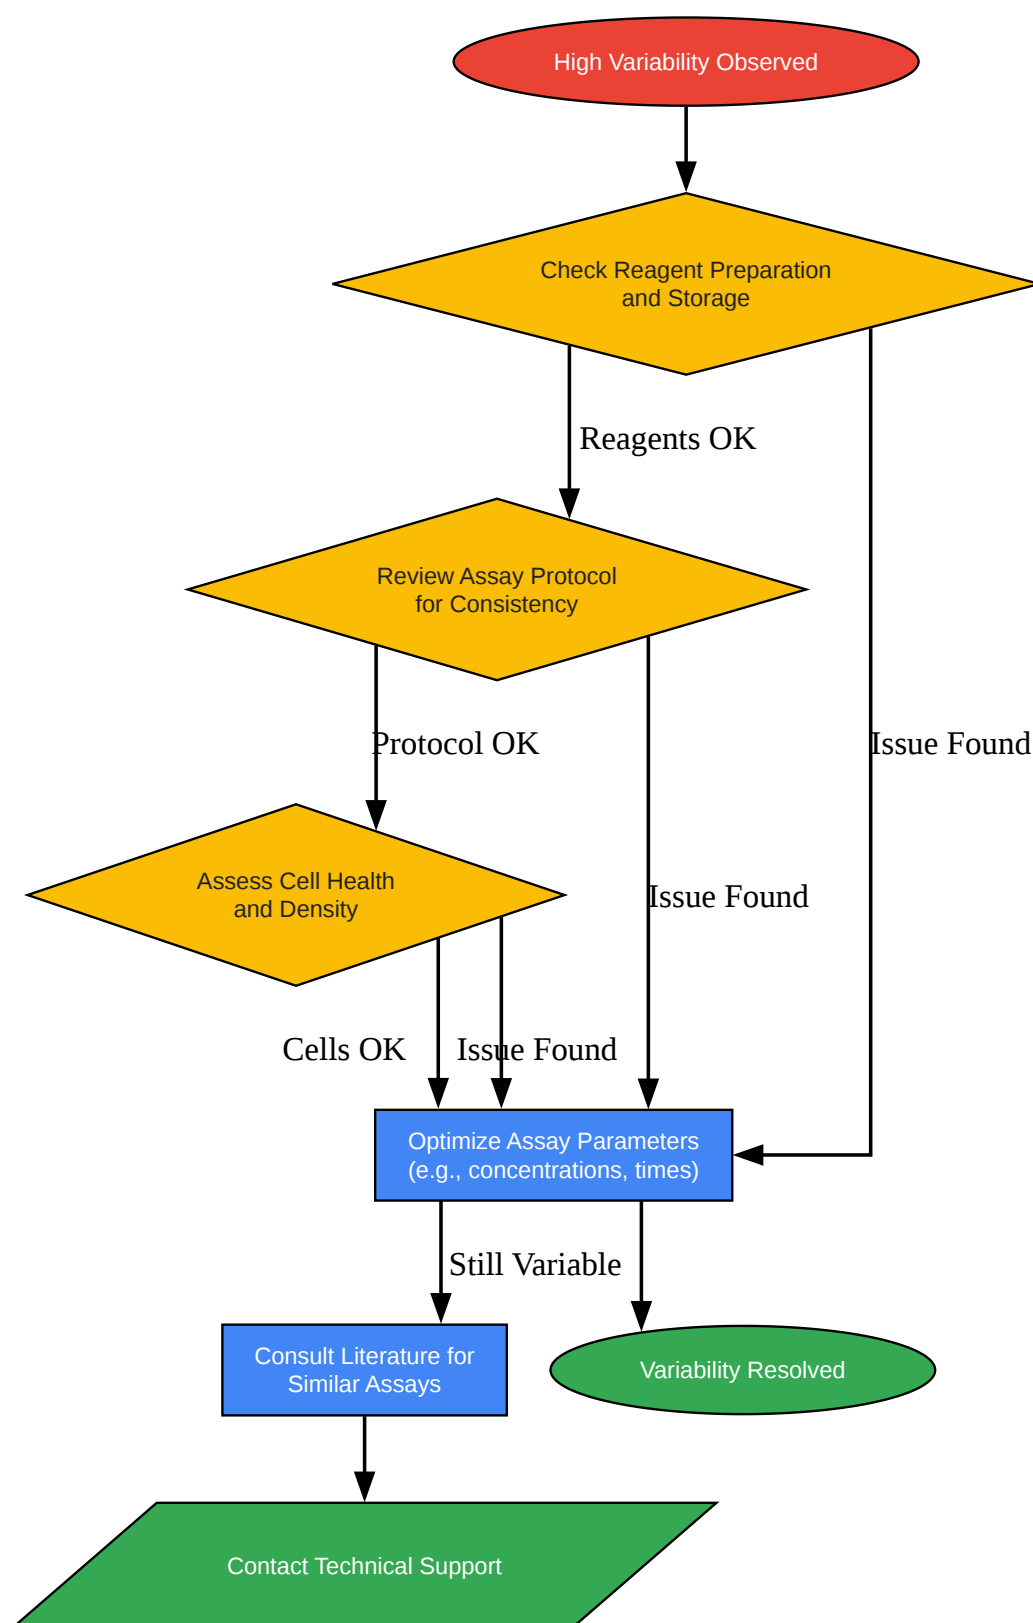 High Variability Observed
Check Reagent Preparation
and Storage
Reagents OK
Review Assay Protocol
for Consistency
Protocol OK
Issue Found
Assess Cell Health
and Density
Issue Found
Cells OK
Issue Found
Optimize Assay Parameters
(e.g., concentrations, times)
Still Variable
Consult Literature for
Similar Assays
Variability Resolved
Contact Technical Support